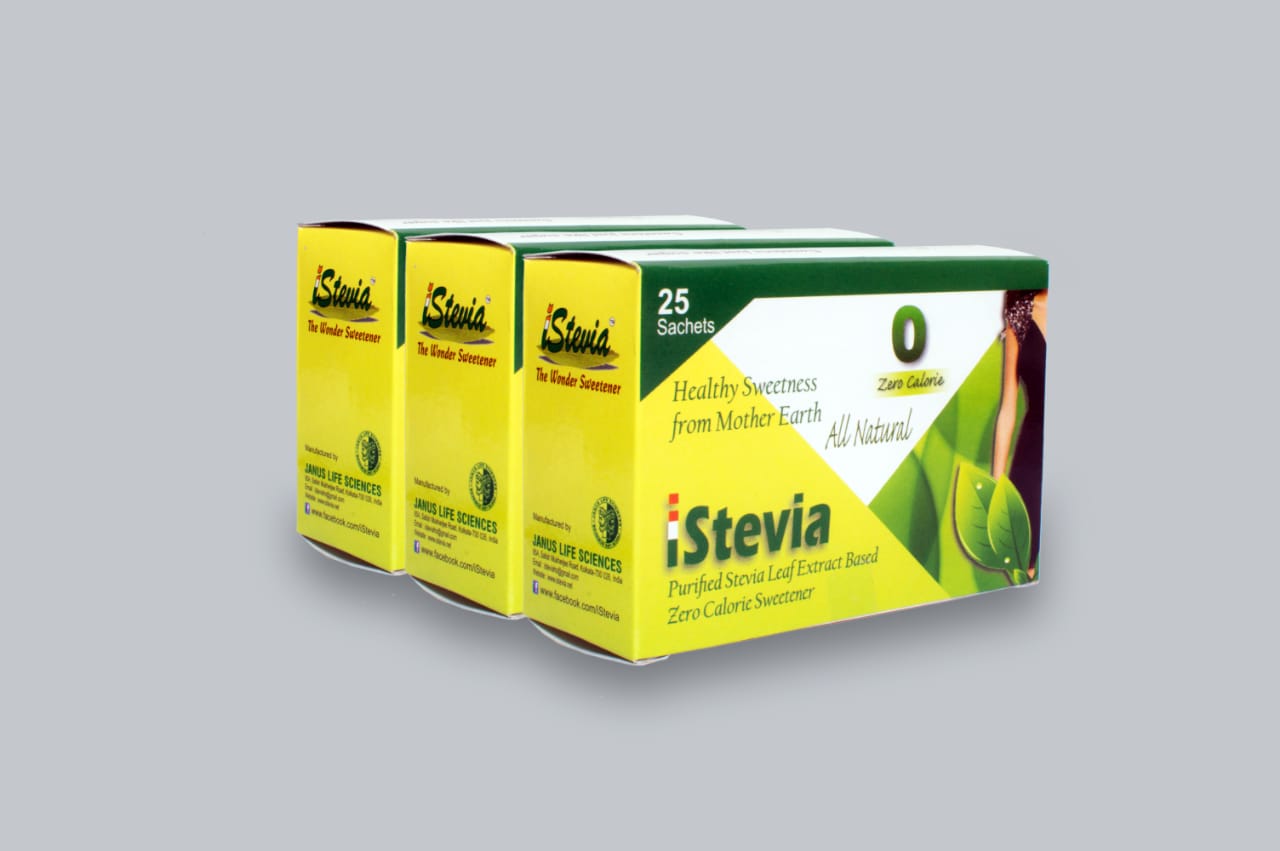 iStevia
The Wonder Sweetener
Manufactured by
JANUS LIFE SCIENCES
www.facebook.com/iStevia
iStevia
The Wonder Sweetener
Manufactured by
JANUS LIFE SCIENCES
www.facebook.com/iStevia
iStevia
The Wonder Sweetener
Manufactured by
JANUS LIFE SCIENCES
www.facebook.com/iStevia
25
Sachets
0
Zero Calorie
Healthy Sweetness
from Mother Earth
All Natural
iStevia
Purified Stevia Leaf Extract Based
Zero Calorie Sweetener